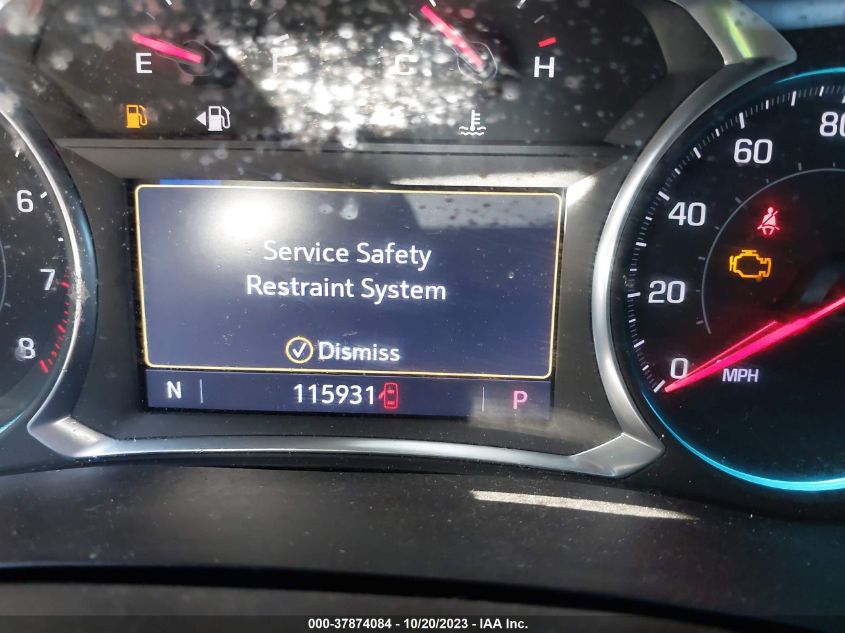 E F C H
6
7
8
Service Safety
Restraint System
Dismiss
N 115931 P
80
60
40
20
0
MPH
000-37874084 - 10/20/2023 - IAA Inc.